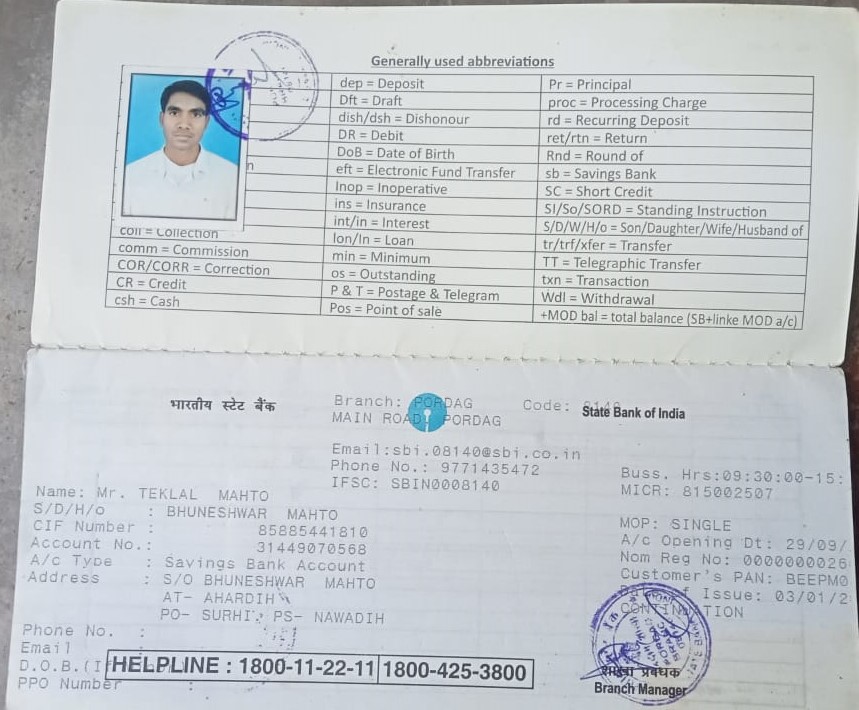 Generally used abbreviations
coll = Collection
comm = Commission
COR/CORR = Correction
CR = Credit
csh = Cash
dep = Deposit
Dft = Draft
dish/dsh = Dishonour
DR = Debit
DoB = Date of Birth
eft = Electronic Fund Transfer
Inop = Inoperative
ins = Insurance
int/in = Interest
lon/ln = Loan
min = Minimum
os = Outstanding
P & T = Postage & Telegram
Pos = Point of sale
Pr = Principal
proc = Processing Charge
rd = Recurring Deposit
ret/rtn = Return
Rnd = Round of
sb = Savings Bank
SC = Short Credit
SI/So/SORD = Standing Instruction
S/D/W/H/o = Son/Daughter/Wife/Husband of
tr/trf/xfer = Transfer
TT = Telegraphic Transfer
txn = Transaction
Wdl = Withdrawal
+MOD bal = total balance (SB+linke MOD a/c)
भारतीय स्टेट बैंक
Branch: PORDAG Code:
State Bank of India
MAIN ROAD PORDAG
Email:sbi.08140@sbi.co.in
Phone No.: 9771435472
IFSC: SBIN0008140
Buss. Hrs:09:30:00-15:
MICR: 815002507
Name: Mr. TEKLAL MAHTO
S/D/H/o : BHUNESHWAR MAHTO
CIF Number : 85885441810
Account No.: 31449070568
A/c Type : Savings Bank Account
Address : S/O BHUNESHWAR MAHTO
AT- AHARDIH
PO- SURHI PS- NAWADIH
MOP: SINGLE
A/c Opening Dt: 29/09/
Nom Reg No: 0000000026
Customer's PAN: BEEPM0
Issue: 03/01/2
CONTINUATION
Phone No. :
Email
D.O.B.
HELPLINE : 1800-11-22-11 1800-425-3800
PPO Number :
शाखा प्रबंधक
Branch Manager